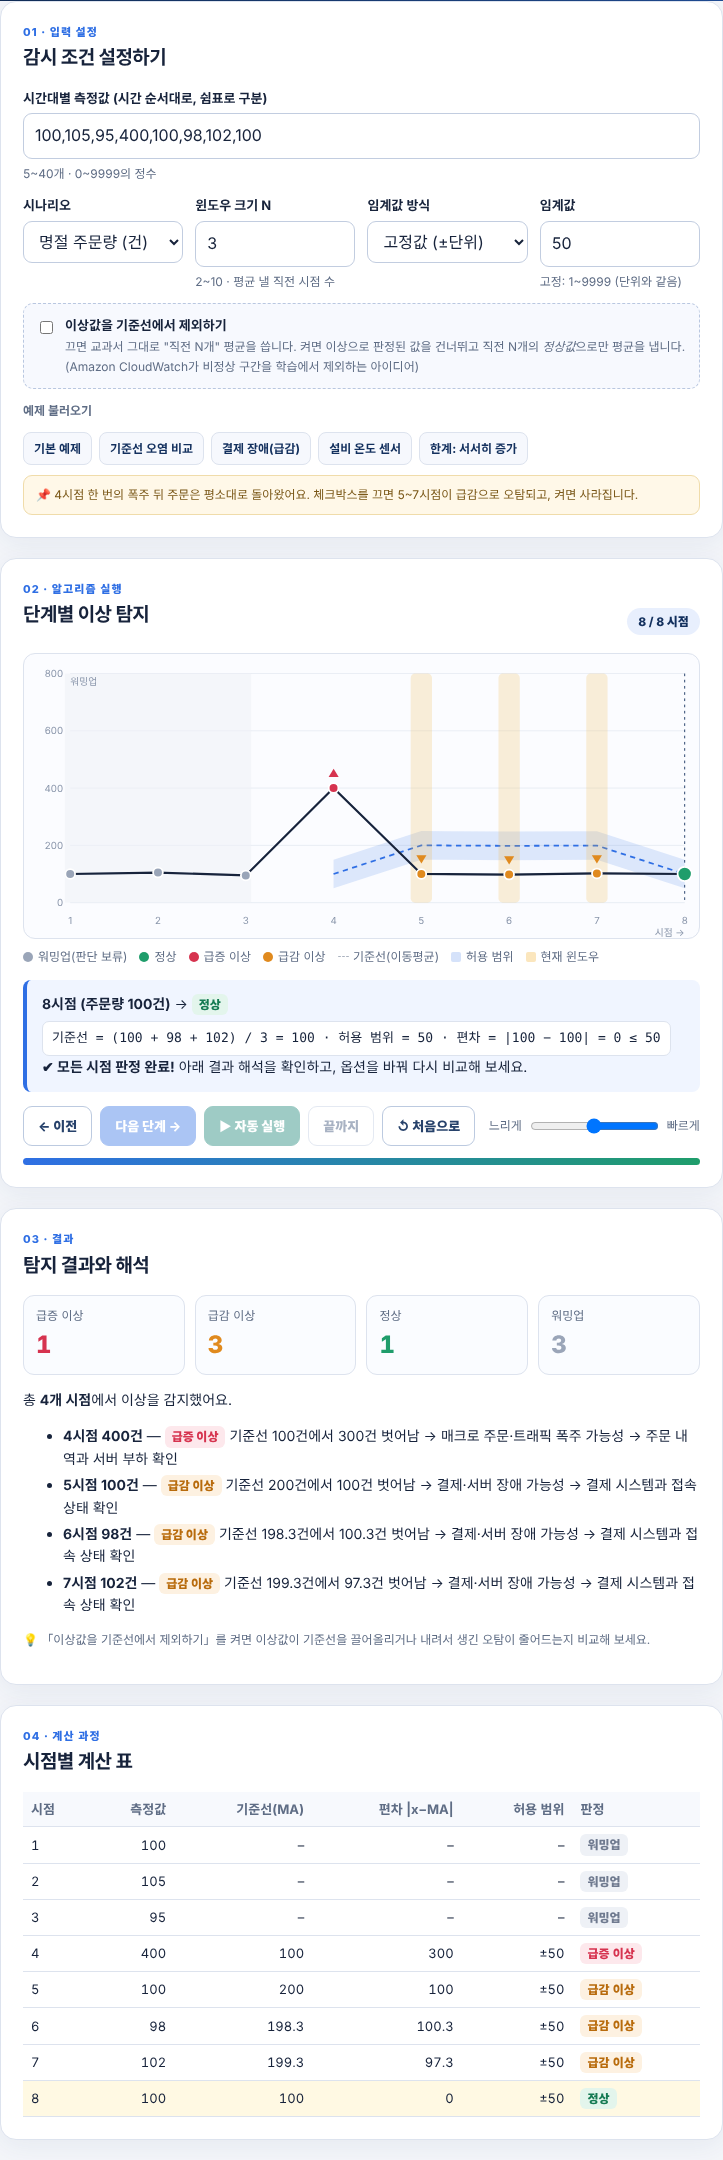 01 · 입력 설정
감시 조건 설정하기
시간대별 측정값 (시간 순서대로, 쉼표로 구분)
100,105,95,400,100,98,102,100
5~40개 · 0~9999의 정수
시나리오 윈도우 크기 N 임계값 방식 임계값
명절 주문량 (건) 3 고정값 (±단위) 50
2~10 · 평균 낼 직전 시점 수 고정: 1~9999 (단위와 같음)
이상값을 기준선에서 제외하기
끄면 교과서 그대로 "직전 N개" 평균을 씁니다. 켜면 이상으로 판정된 값을 건너뛰고 직전 N개의 정상값으로만 평균을 냅니다.
(Amazon CloudWatch가 비정상 구간을 학습에서 제외하는 아이디어)
예제 불러오기
기본 예제 기준선 오염 비교 결제 장애(급감) 설비 온도 센서 한계: 서서히 증가
📌 4시점 한 번의 폭주 뒤 주문은 평소대로 돌아왔어요. 체크박스를 끄면 5~7시점이 급감으로 오탐되고, 켜면 사라집니다.
02 · 알고리즘 실행
단계별 이상 탐지
8 / 8 시점
800
워밍업
600
400
200
0
1 2 3 4 5 6 7 8
시점 →
워밍업(판단 보류) 정상 급증 이상 급감 이상 기준선(이동평균) 허용 범위 현재 윈도우
8시점 (주문량 100건) → 정상
기준선 = (100 + 98 + 102) / 3 = 100 · 허용 범위 = 50 · 편차 = |100 − 100| = 0 ≤ 50
✔ 모든 시점 판정 완료! 아래 결과 해석을 확인하고, 옵션을 바꿔 다시 비교해 보세요.
← 이전 다음 단계 → ▶ 자동 실행 끝까지 ↺ 처음으로 느리게 빠르게
03 · 결과
탐지 결과와 해석
급증 이상 급감 이상 정상 워밍업
1 3 1 3
총 4개 시점에서 이상을 감지했어요.
• 4시점 400건 — 급증 이상 기준선 100건에서 300건 벗어남 → 매크로 주문·트래픽 폭주 가능성 → 주문 내
역과 서버 부하 확인
• 5시점 100건 — 급감 이상 기준선 200건에서 100건 벗어남 → 결제·서버 장애 가능성 → 결제 시스템과 접속
상태 확인
• 6시점 98건 — 급감 이상 기준선 198.3건에서 100.3건 벗어남 → 결제·서버 장애 가능성 → 결제 시스템과 접
속 상태 확인
• 7시점 102건 — 급감 이상 기준선 199.3건에서 97.3건 벗어남 → 결제·서버 장애 가능성 → 결제 시스템과 접
속 상태 확인
💡 「이상값을 기준선에서 제외하기」를 켜면 이상값이 기준선을 끌어올리거나 내려서 생긴 오탐이 줄어드는지 비교해 보세요.
04 · 계산 과정
시점별 계산 표
시점 측정값 기준선(MA) 편차 |x−MA| 허용 범위 판정
1 100 – – – 워밍업
2 105 – – – 워밍업
3 95 – – – 워밍업
4 400 100 300 ±50 급증 이상
5 100 200 100 ±50 급감 이상
6 98 198.3 100.3 ±50 급감 이상
7 102 199.3 97.3 ±50 급감 이상
8 100 100 0 ±50 정상